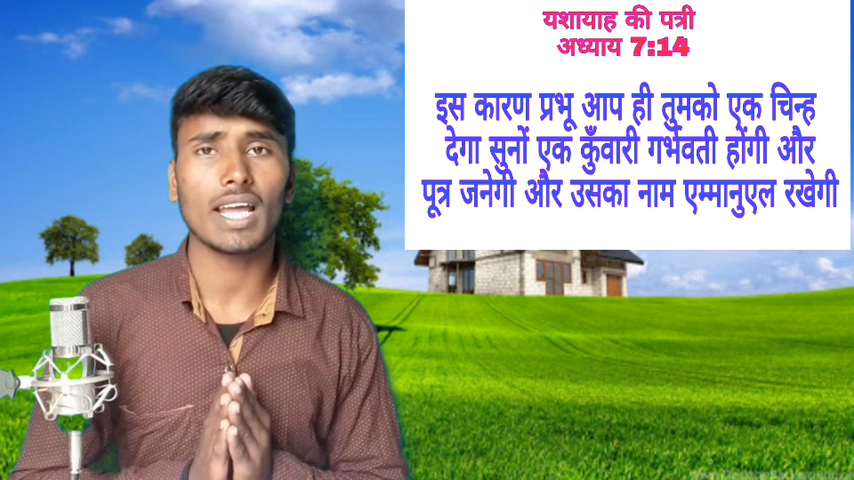 यशायाह की पत्री
अध्याय 7:14
इस कारण प्रभू आप ही तुमको एक चिन्ह
देगा सुनों एक कुँवारी गर्भवती होंगी और
पूत्र जनेगी और उसका नाम एम्मानुएल रखेगी